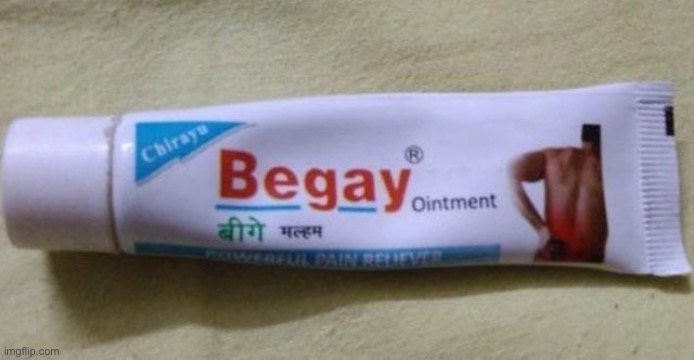 Chirayu
Begay®
Ointment
बीगे मल्हम
POWERFUL PAIN RELIEVER
imgflip.com